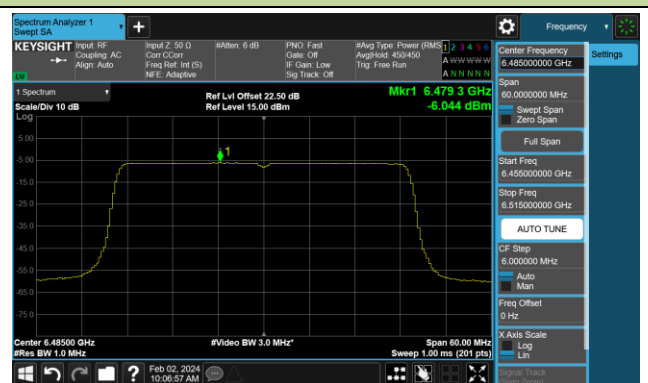 Spectrum Analyzer 1
Swept SA
Frequency
KEYSIGHT
Input: RF
Coupling: AC
Align: Auto
Input Z: 50 Ω
Corr CCorr
Freq Ref: Int (S)
NFE: Adaptive
#Atten: 6 dB
PNO: Fast
Gate: Off
IF Gain: Low
Sig Track: Off
#Avg Type: Power (RMS)
Avg|Hold: 450/450
Trig: Free Run
1 2 3 4 5 6
A W W W W W
A N N N N N
LW
1 Spectrum
Scale/Div 10 dB
Log
Ref Lvl Offset 22.50 dB
Ref Level 15.00 dBm
Mkr1 6.479 3 GHz
-6.044 dBm
1
5.00
-5.00
-15.0
-25.0
-35.0
-45.0
-55.0
-65.0
-75.0
Center 6.48500 GHz
#Res BW 1.0 MHz
#Video BW 3.0 MHz*
Span 60.00 MHz
Sweep 1.00 ms (201 pts)
Center Frequency
6.485000000 GHz
Settings
Span
60.0000000 MHz
Swept Span
Zero Span
Full Span
Start Freq
6.455000000 GHz
Stop Freq
6.515000000 GHz
AUTO TUNE
CF Step
6.000000 MHz
Auto
Man
Freq Offset
0 Hz
X Axis Scale
Log
Lin
Signal Track
Feb 02, 2024
10:06:57 AM